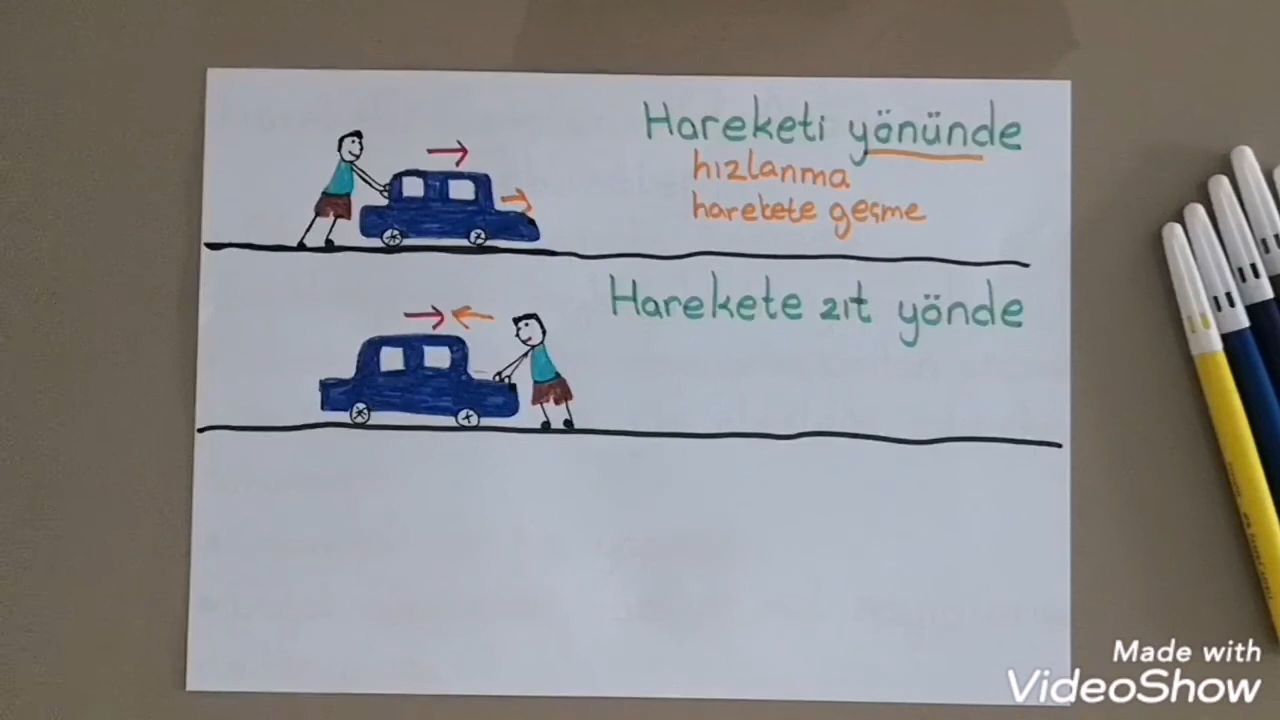 Hareketi yönünde
hızlanma
harekete geçme
Harekete zıt yönde
Made with
VideoShow